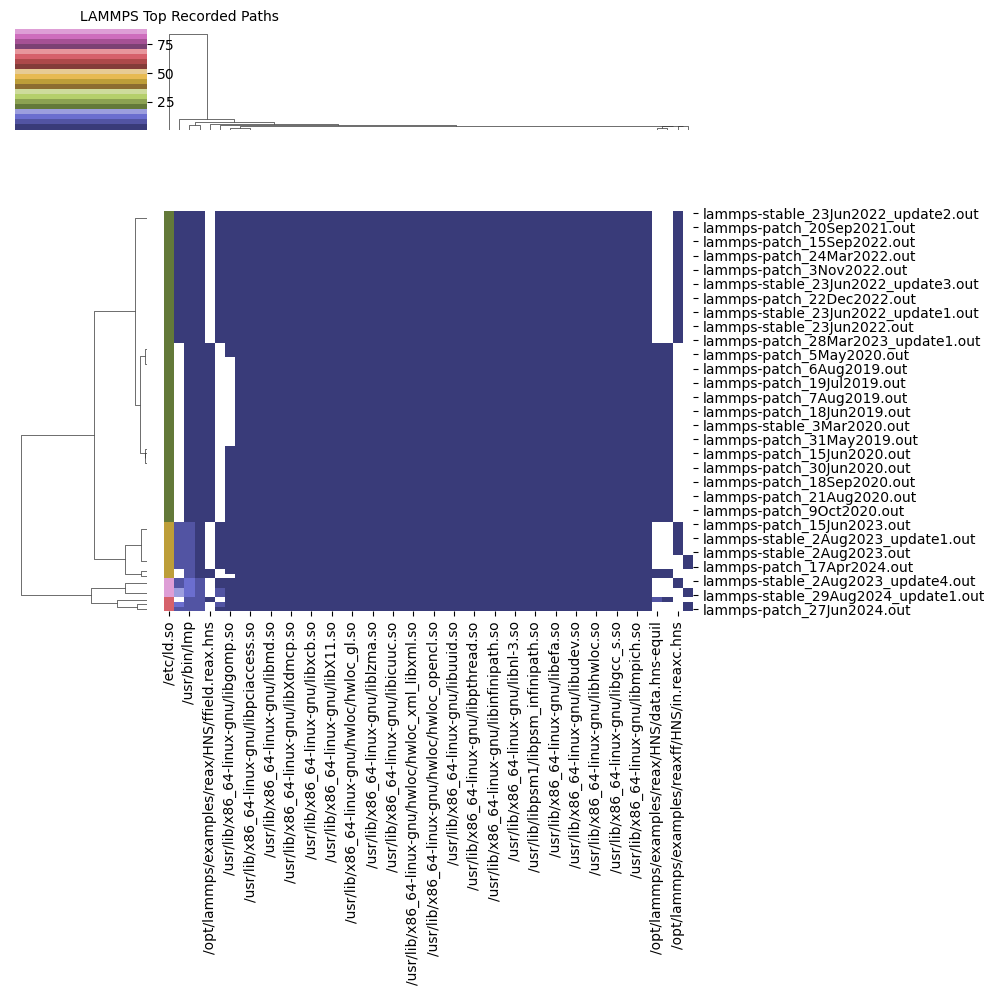 LAMMPS Top Recorded Paths
75
50
25
lammps-stable_23Jun2022_update2.out
lammps-patch_20Sep2021.out
lammps-patch_15Sep2022.out
lammps-patch_24Mar2022.out
lammps-patch_3Nov2022.out
lammps-stable_23Jun2022_update3.out
lammps-patch_22Dec2022.out
lammps-stable_23Jun2022_update1.out
lammps-stable_23Jun2022.out
lammps-patch_28Mar2023_update1.out
lammps-patch_5May2020.out
lammps-patch_6Aug2019.out
lammps-patch_19Jul2019.out
lammps-patch_7Aug2019.out
lammps-patch_18Jun2019.out
lammps-stable_3Mar2020.out
lammps-patch_31May2019.out
lammps-patch_15Jun2020.out
lammps-patch_30Jun2020.out
lammps-patch_18Sep2020.out
lammps-patch_21Aug2020.out
lammps-patch_9Oct2020.out
lammps-patch_15Jun2023.out
lammps-stable_2Aug2023_update1.out
lammps-stable_2Aug2023.out
lammps-patch_17Apr2024.out
lammps-stable_2Aug2023_update4.out
lammps-stable_29Aug2024_update1.out
lammps-patch_27Jun2024.out
/etc/ld.so
/usr/bin/lmp
/opt/lammps/examples/reax/HNS/ffield.reax.hns
/usr/lib/x86_64-linux-gnu/libgomp.so
/usr/lib/x86_64-linux-gnu/libpciaccess.so
/usr/lib/x86_64-linux-gnu/libmd.so
/usr/lib/x86_64-linux-gnu/libXdmcp.so
/usr/lib/x86_64-linux-gnu/libxcb.so
/usr/lib/x86_64-linux-gnu/libX11.so
/usr/lib/x86_64-linux-gnu/hwloc/hwloc_gl.so
/usr/lib/x86_64-linux-gnu/liblzma.so
/usr/lib/x86_64-linux-gnu/libicuuc.so
/usr/lib/x86_64-linux-gnu/hwloc/hwloc_xml_libxml.so
/usr/lib/x86_64-linux-gnu/hwloc/hwloc_opencl.so
/usr/lib/x86_64-linux-gnu/libuuid.so
/usr/lib/x86_64-linux-gnu/libpthread.so
/usr/lib/x86_64-linux-gnu/libinfinipath.so
/usr/lib/x86_64-linux-gnu/libnl-3.so
/usr/lib/libpsm1/libpsm_infinipath.so
/usr/lib/x86_64-linux-gnu/libefa.so
/usr/lib/x86_64-linux-gnu/libudev.so
/usr/lib/x86_64-linux-gnu/libhwloc.so
/usr/lib/x86_64-linux-gnu/libgcc_s.so
/usr/lib/x86_64-linux-gnu/libmpich.so
/opt/lammps/examples/reax/HNS/data.hns-equil
/opt/lammps/examples/reaxff/HNS/in.reaxc.hns